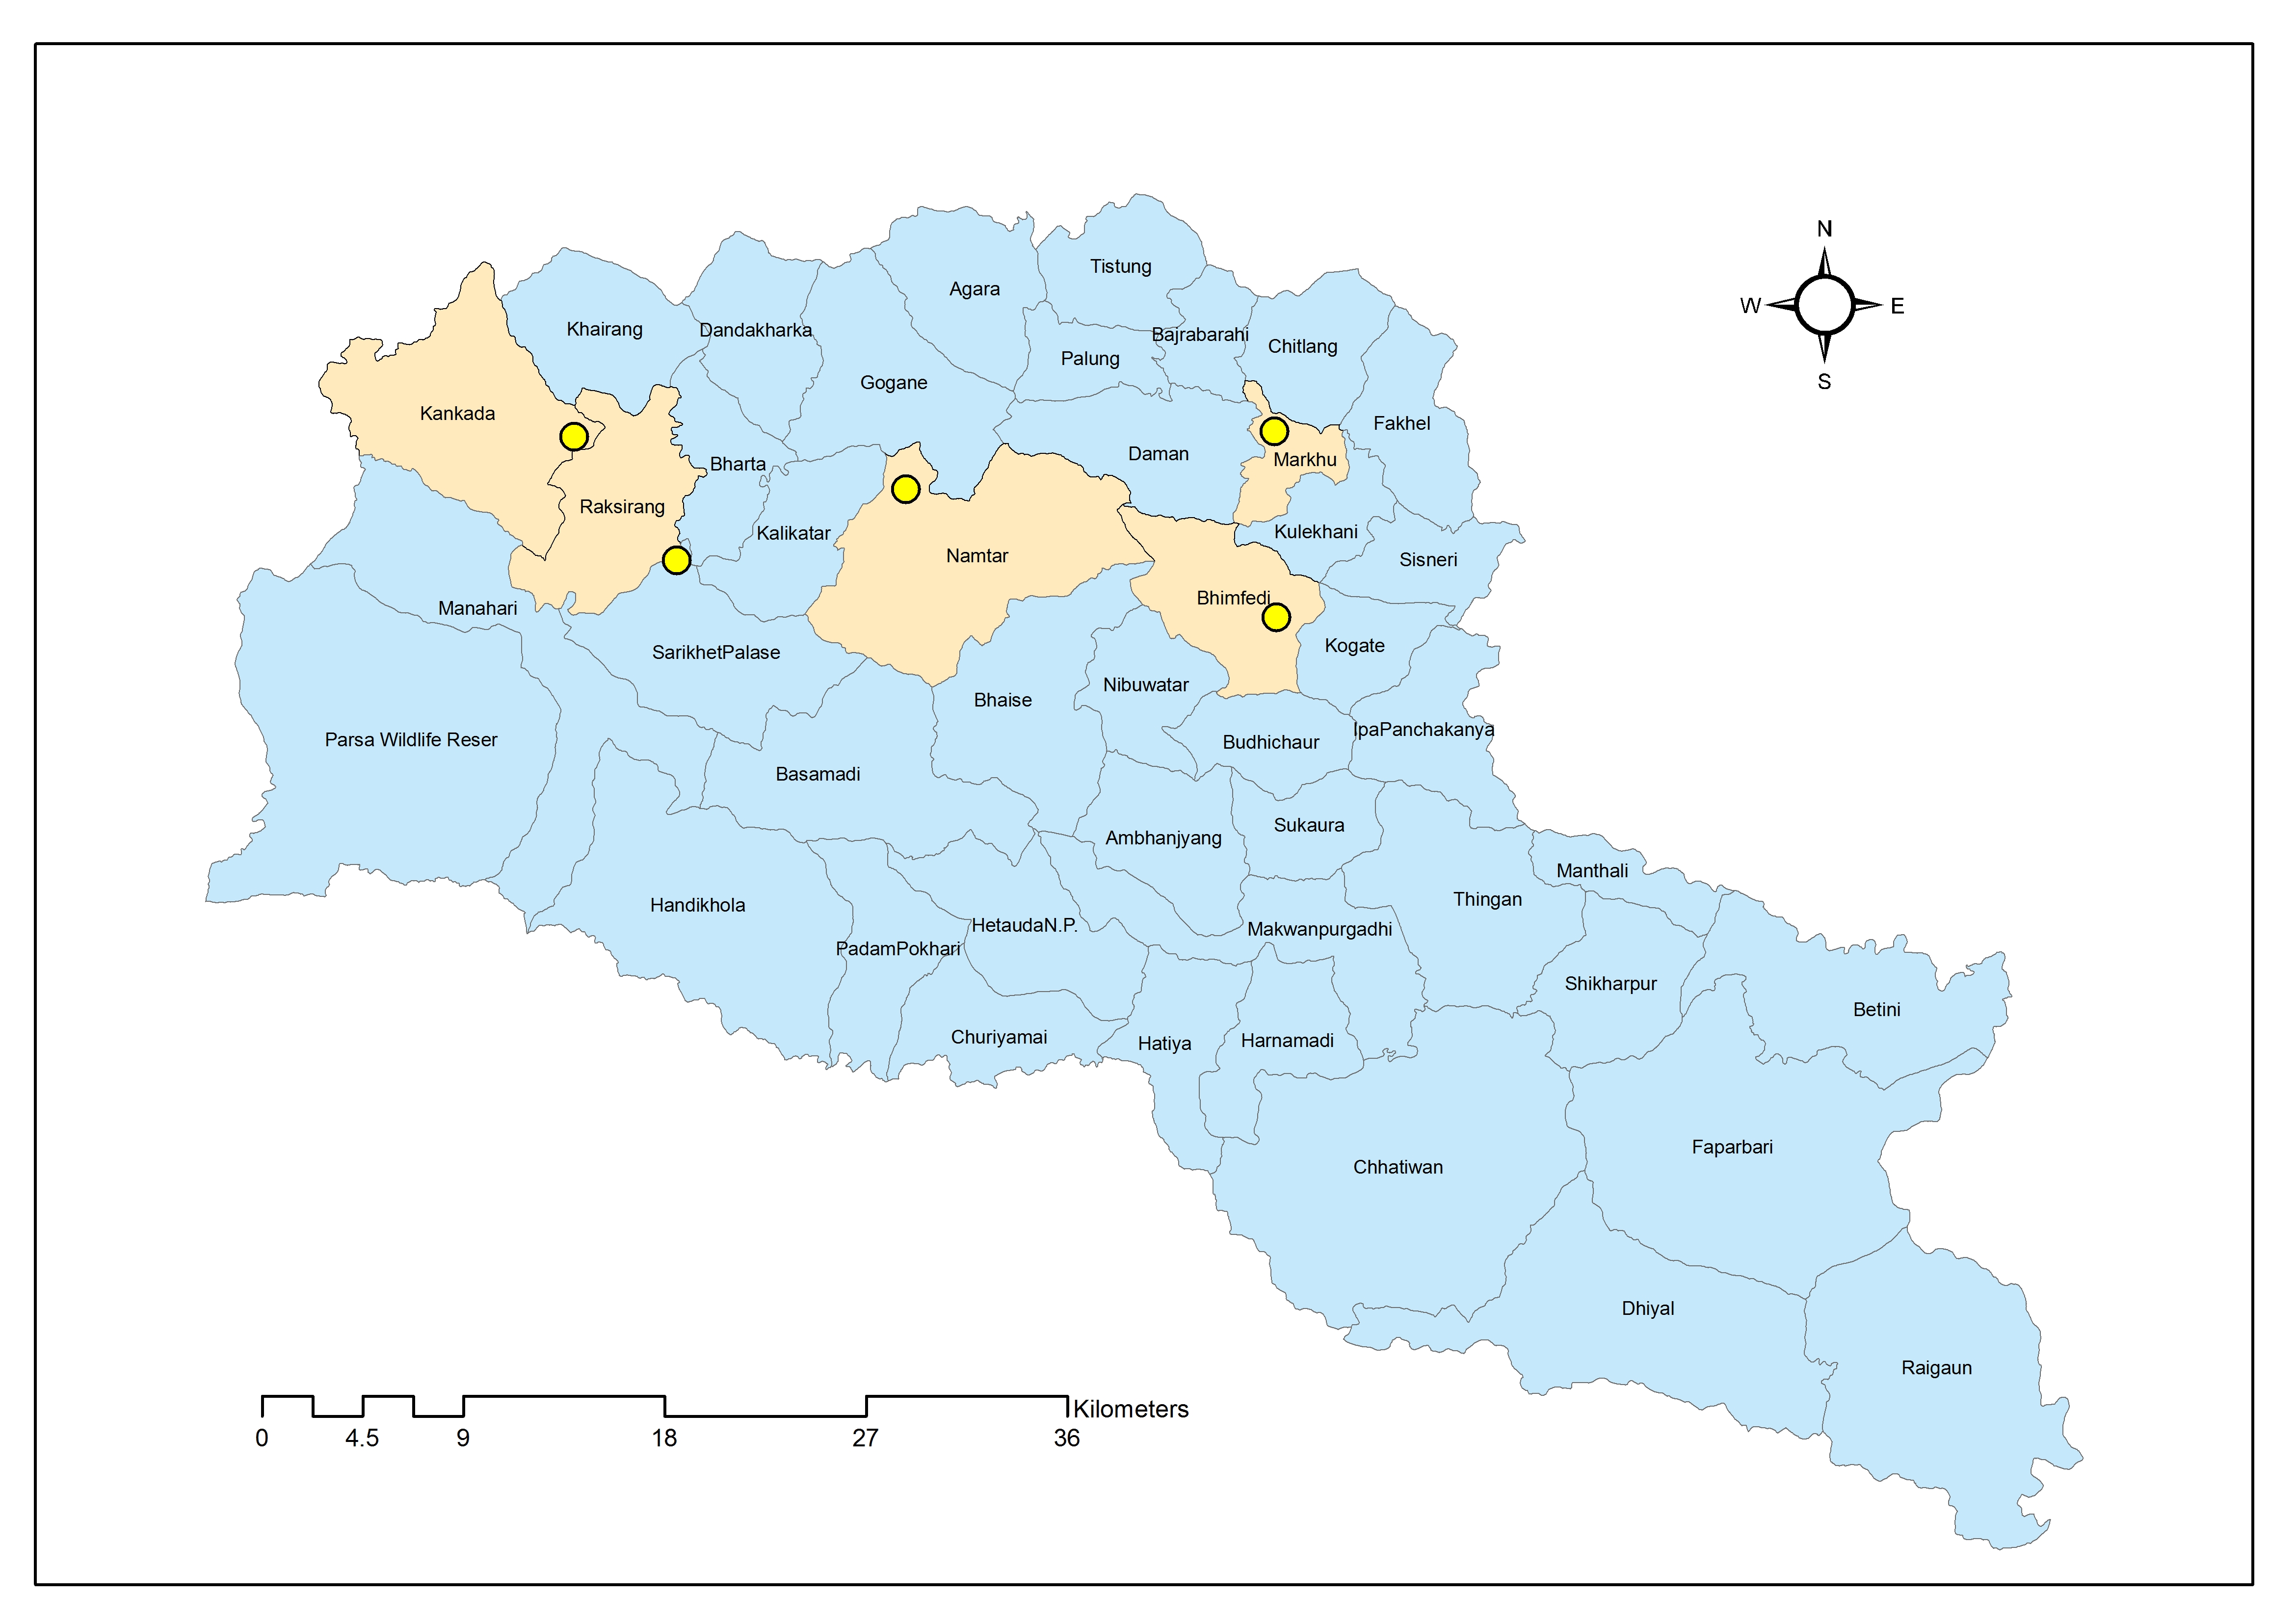 N
W
E
S
Tistung
Agara
Khairang
Dandakharka
Bajrabarahi
Chitlang
Palung
Gogane
Kankada
Fakhel
Daman
Markhu
Bharta
Raksirang
Kalikatar
Kulekhani
Namtar
Sisneri
Bhimfedi
Manahari
Kogate
SarikhetPalase
Nibuwatar
Bhaise
IpaPanchakanya
Parsa Wildlife Reser
Budhichaur
Basamadi
Sukaura
Ambhanjyang
Manthali
Thingan
Handikhola
HetaudaN.P.
Makwanpurgadhi
PadamPokhari
Shikharpur
Betini
Churiyamai
Harnamadi
Hatiya
Faparbari
Chhatiwan
Dhiyal
Raigaun
Kilometers
0 4.5 9 18 27 36